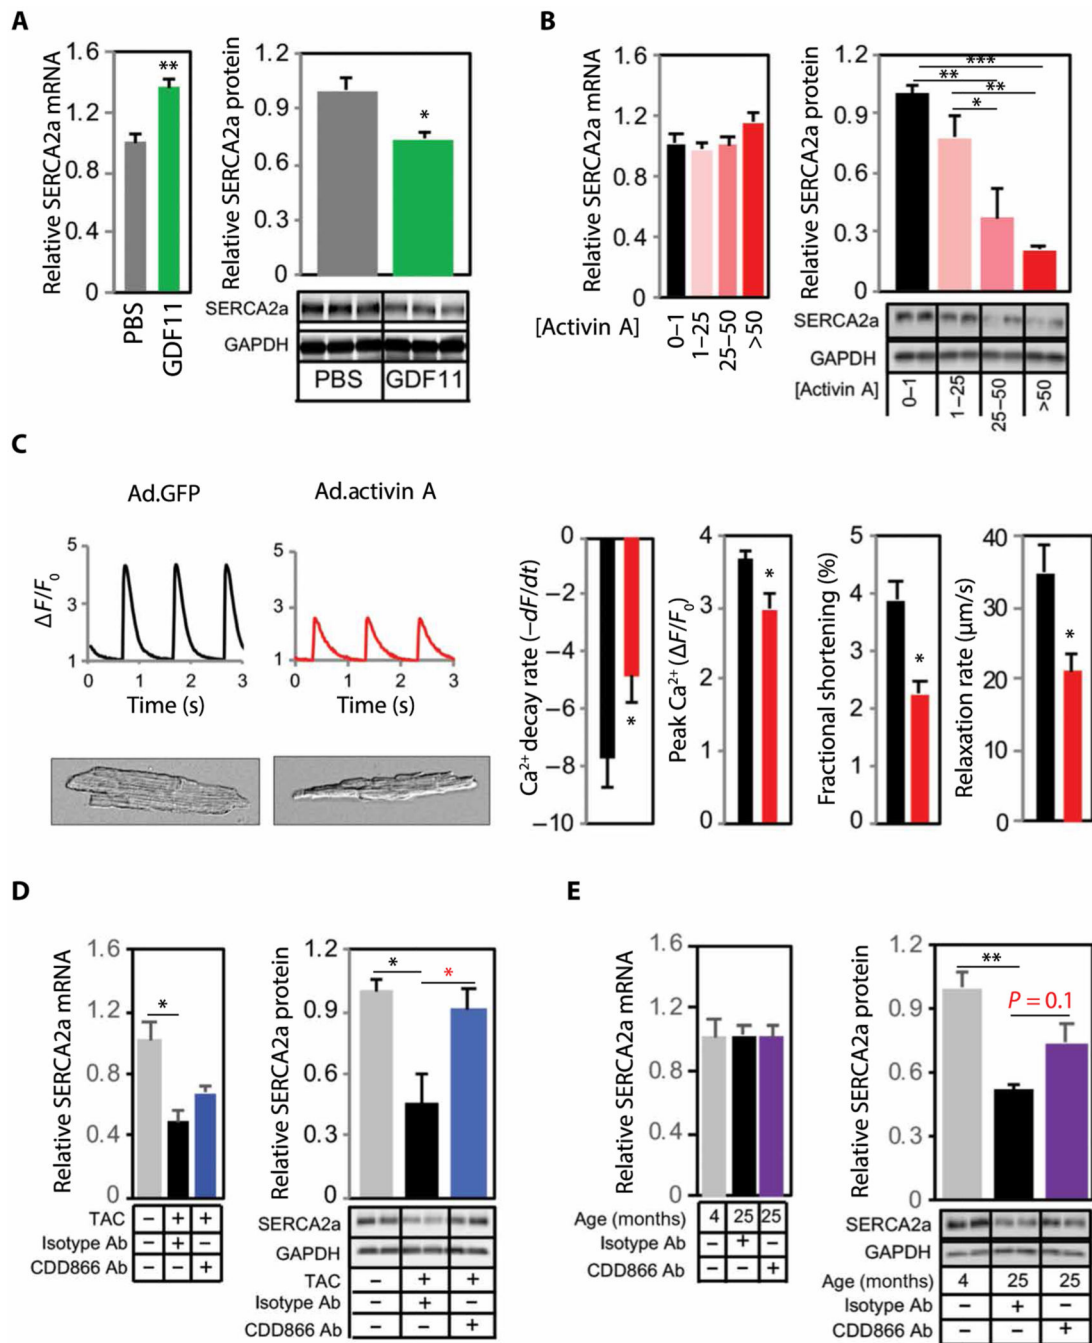 A
Relative SERCA2a mRNA
1.6
1.2
0.8
0.4
0
**
PBS
GDF11
Relative SERCA2a protein
1.2
0.9
0.6
0.3
0
*
SERCA2a
GAPDH
PBS GDF11
B
Relative SERCA2a mRNA
1.6
1.2
0.8
0.4
0
[Activin A]
0–1
1–25
25–50
>50
Relative SERCA2a protein
1.2
0.9
0.6
0.3
0
***
**
**
*
SERCA2a
GAPDH
[Activin A]
0–1
1–25
25–50
>50
C
Ad.GFP
Ad.activin A
ΔF/F0
5
3
1
0 1 2 3
Time (s)
5
3
1
0 1 2 3
Time (s)
Ca2+ decay rate (–dF/dt)
0
–2
–4
–6
–8
–10
*
Peak Ca2+ (ΔF/F0)
4
3
2
1
0
*
Fractional shortening (%)
5
4
3
2
1
0
*
Relaxation rate (μm/s)
40
30
20
10
0
*
D
Relative SERCA2a mRNA
1.6
1.2
0.8
0.4
0
*
TAC – + +
Isotype Ab – + –
CDD866 Ab – – +
Relative SERCA2a protein
1.2
0.9
0.6
0.3
0
* *
SERCA2a
GAPDH
TAC – + +
Isotype Ab – + –
CDD866 Ab – – +
E
Relative SERCA2a mRNA
1.6
1.2
0.8
0.4
0
Age (months) 4 25 25
Isotype Ab – + –
CDD866 Ab – – +
Relative SERCA2a protein
1.2
0.9
0.6
0.3
0
**
P = 0.1
SERCA2a
GAPDH
Age (months) 4 25 25
Isotype Ab – + –
CDD866 Ab – – +